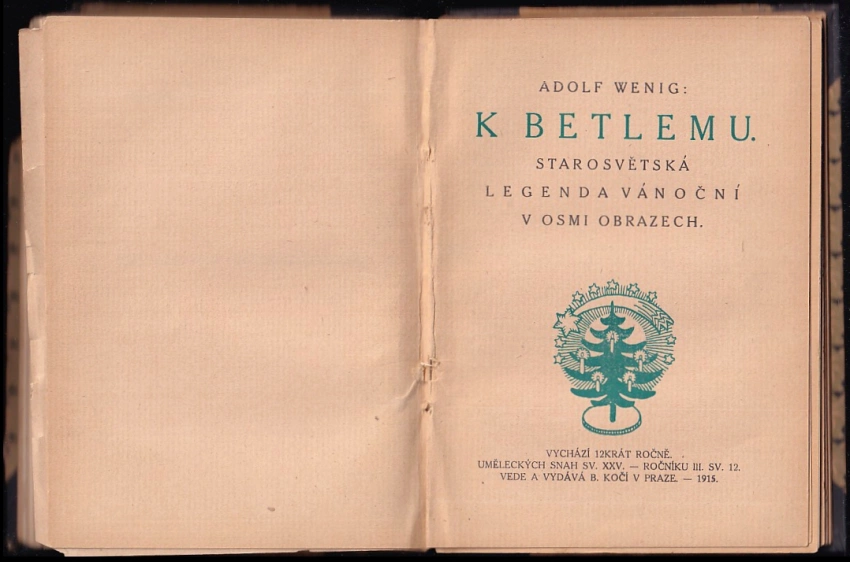 ADOLF WENIG:
K BETLEMU.
STAROSVĚTSKÁ
LEGENDA VÁNOČNÍ
V OSMI OBRAZECH.
VYCHÁZÍ 12KRÁT ROČNĚ.
UMĚLECKÝCH SNAH SV. XXV. — ROČNÍKU III. SV. 12.
VEDE A VYDÁVÁ B. KOČÍ V PRAZE. — 1915.